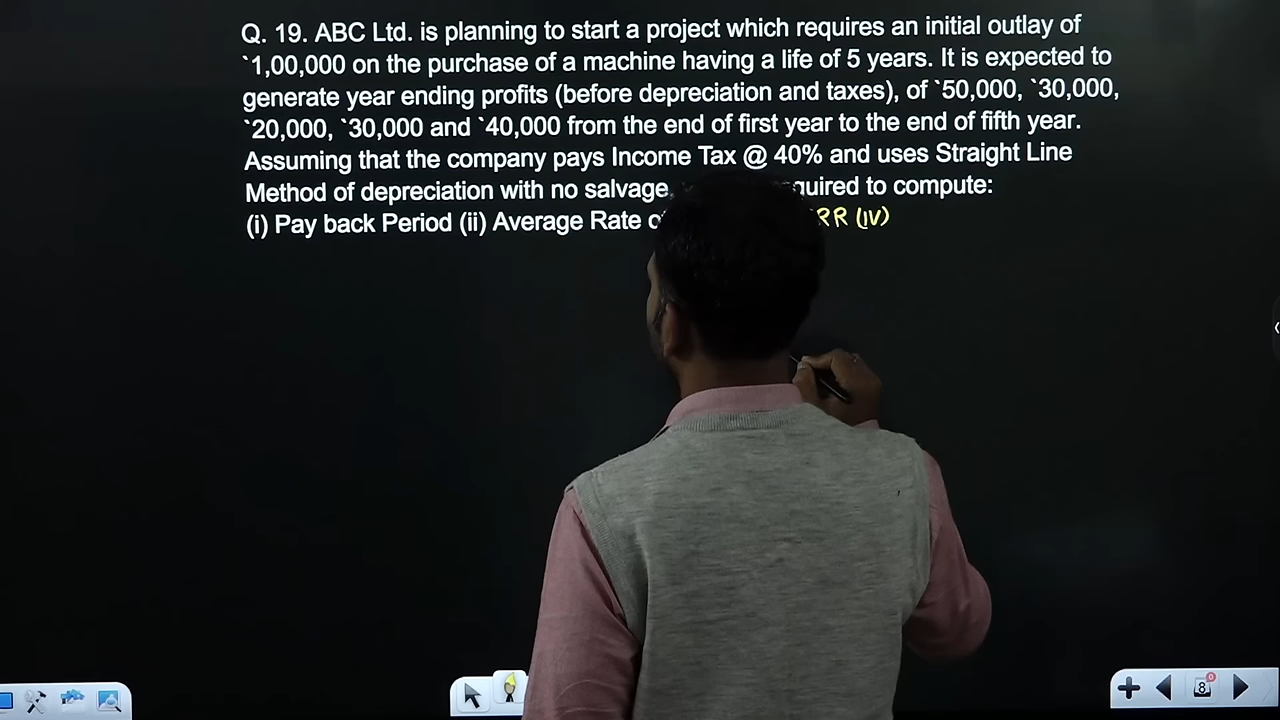 Q. 19. ABC Ltd. is planning to start a project which requires an initial outlay of
`1,00,000 on the purchase of a machine having a life of 5 years. It is expected to
generate year ending profits (before depreciation and taxes), of `50,000, `30,000,
`20,000, `30,000 and `40,000 from the end of first year to the end of fifth year.
Assuming that the company pays Income Tax @ 40% and uses Straight Line
Method of depreciation with no salvage, to compute:
(i) Pay back Period (ii) Average Rate RR (IV)
8
0